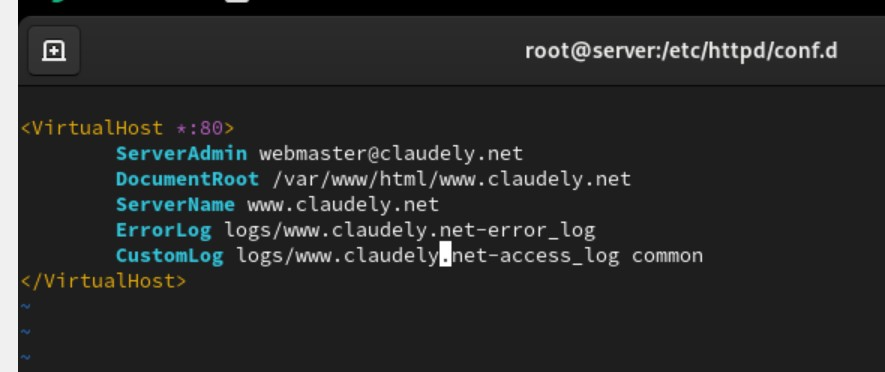 root@server:/etc/httpd/conf.d
<VirtualHost *:80>
ServerAdmin webmaster@claudely.net
DocumentRoot /var/www/html/www.claudely.net
ServerName www.claudely.net
ErrorLog logs/www.claudely.net-error_log
CustomLog logs/www.claudely.net-access_log common
</VirtualHost>
~
~
~